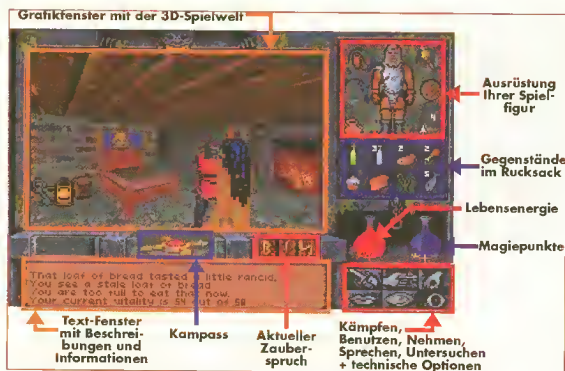 Grafikfenster mit der 3D-Spielwelt
Ausrüstung
Ihrer Spiel-
figur
Gegenstände
im Rucksack
Lebensenergie
Magiepunkte
That loaf of bread tasted a little rancid.
You see a stale loaf of bread
You are too full to eat that now.
Your current vitality is 54 out of 58
Text-Fenster
mit Beschrei-
bungen und
Informationen
Kampass
Aktueller
Zauber-
spruch
Kämpfen,
Benutzen, Nehmen,
Sprechen, Untersuchen
+ technische Optionen